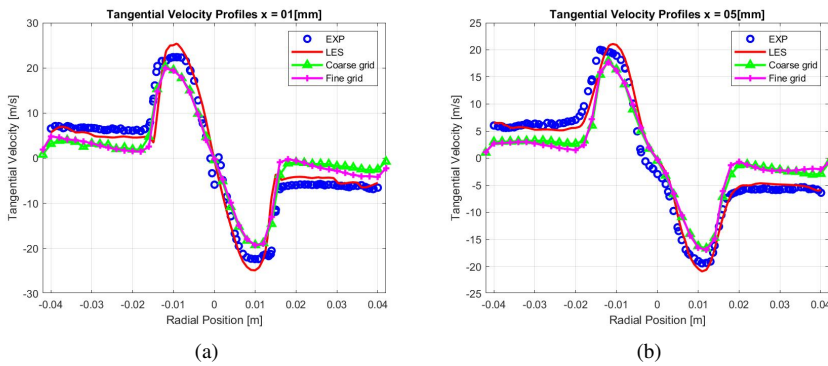 Tangential Velocity Profiles x = 01[mm]
30
20
10
0
-10
-20
-30
Tangential Velocity [m/s]
EXP
LES
Coarse grid
Fine grid
-0.04 -0.03 -0.02 -0.01 0 0.01 0.02 0.03 0.04
Radial Position [m]
(a)
Tangential Velocity Profiles x = 05[mm]
25
20
15
10
5
0
-5
-10
-15
-20
-25
Tangential Velocity [m/s]
EXP
LES
Coarse grid
Fine grid
-0.04 -0.03 -0.02 -0.01 0 0.01 0.02 0.03 0.04
Radial Position [m]
(b)